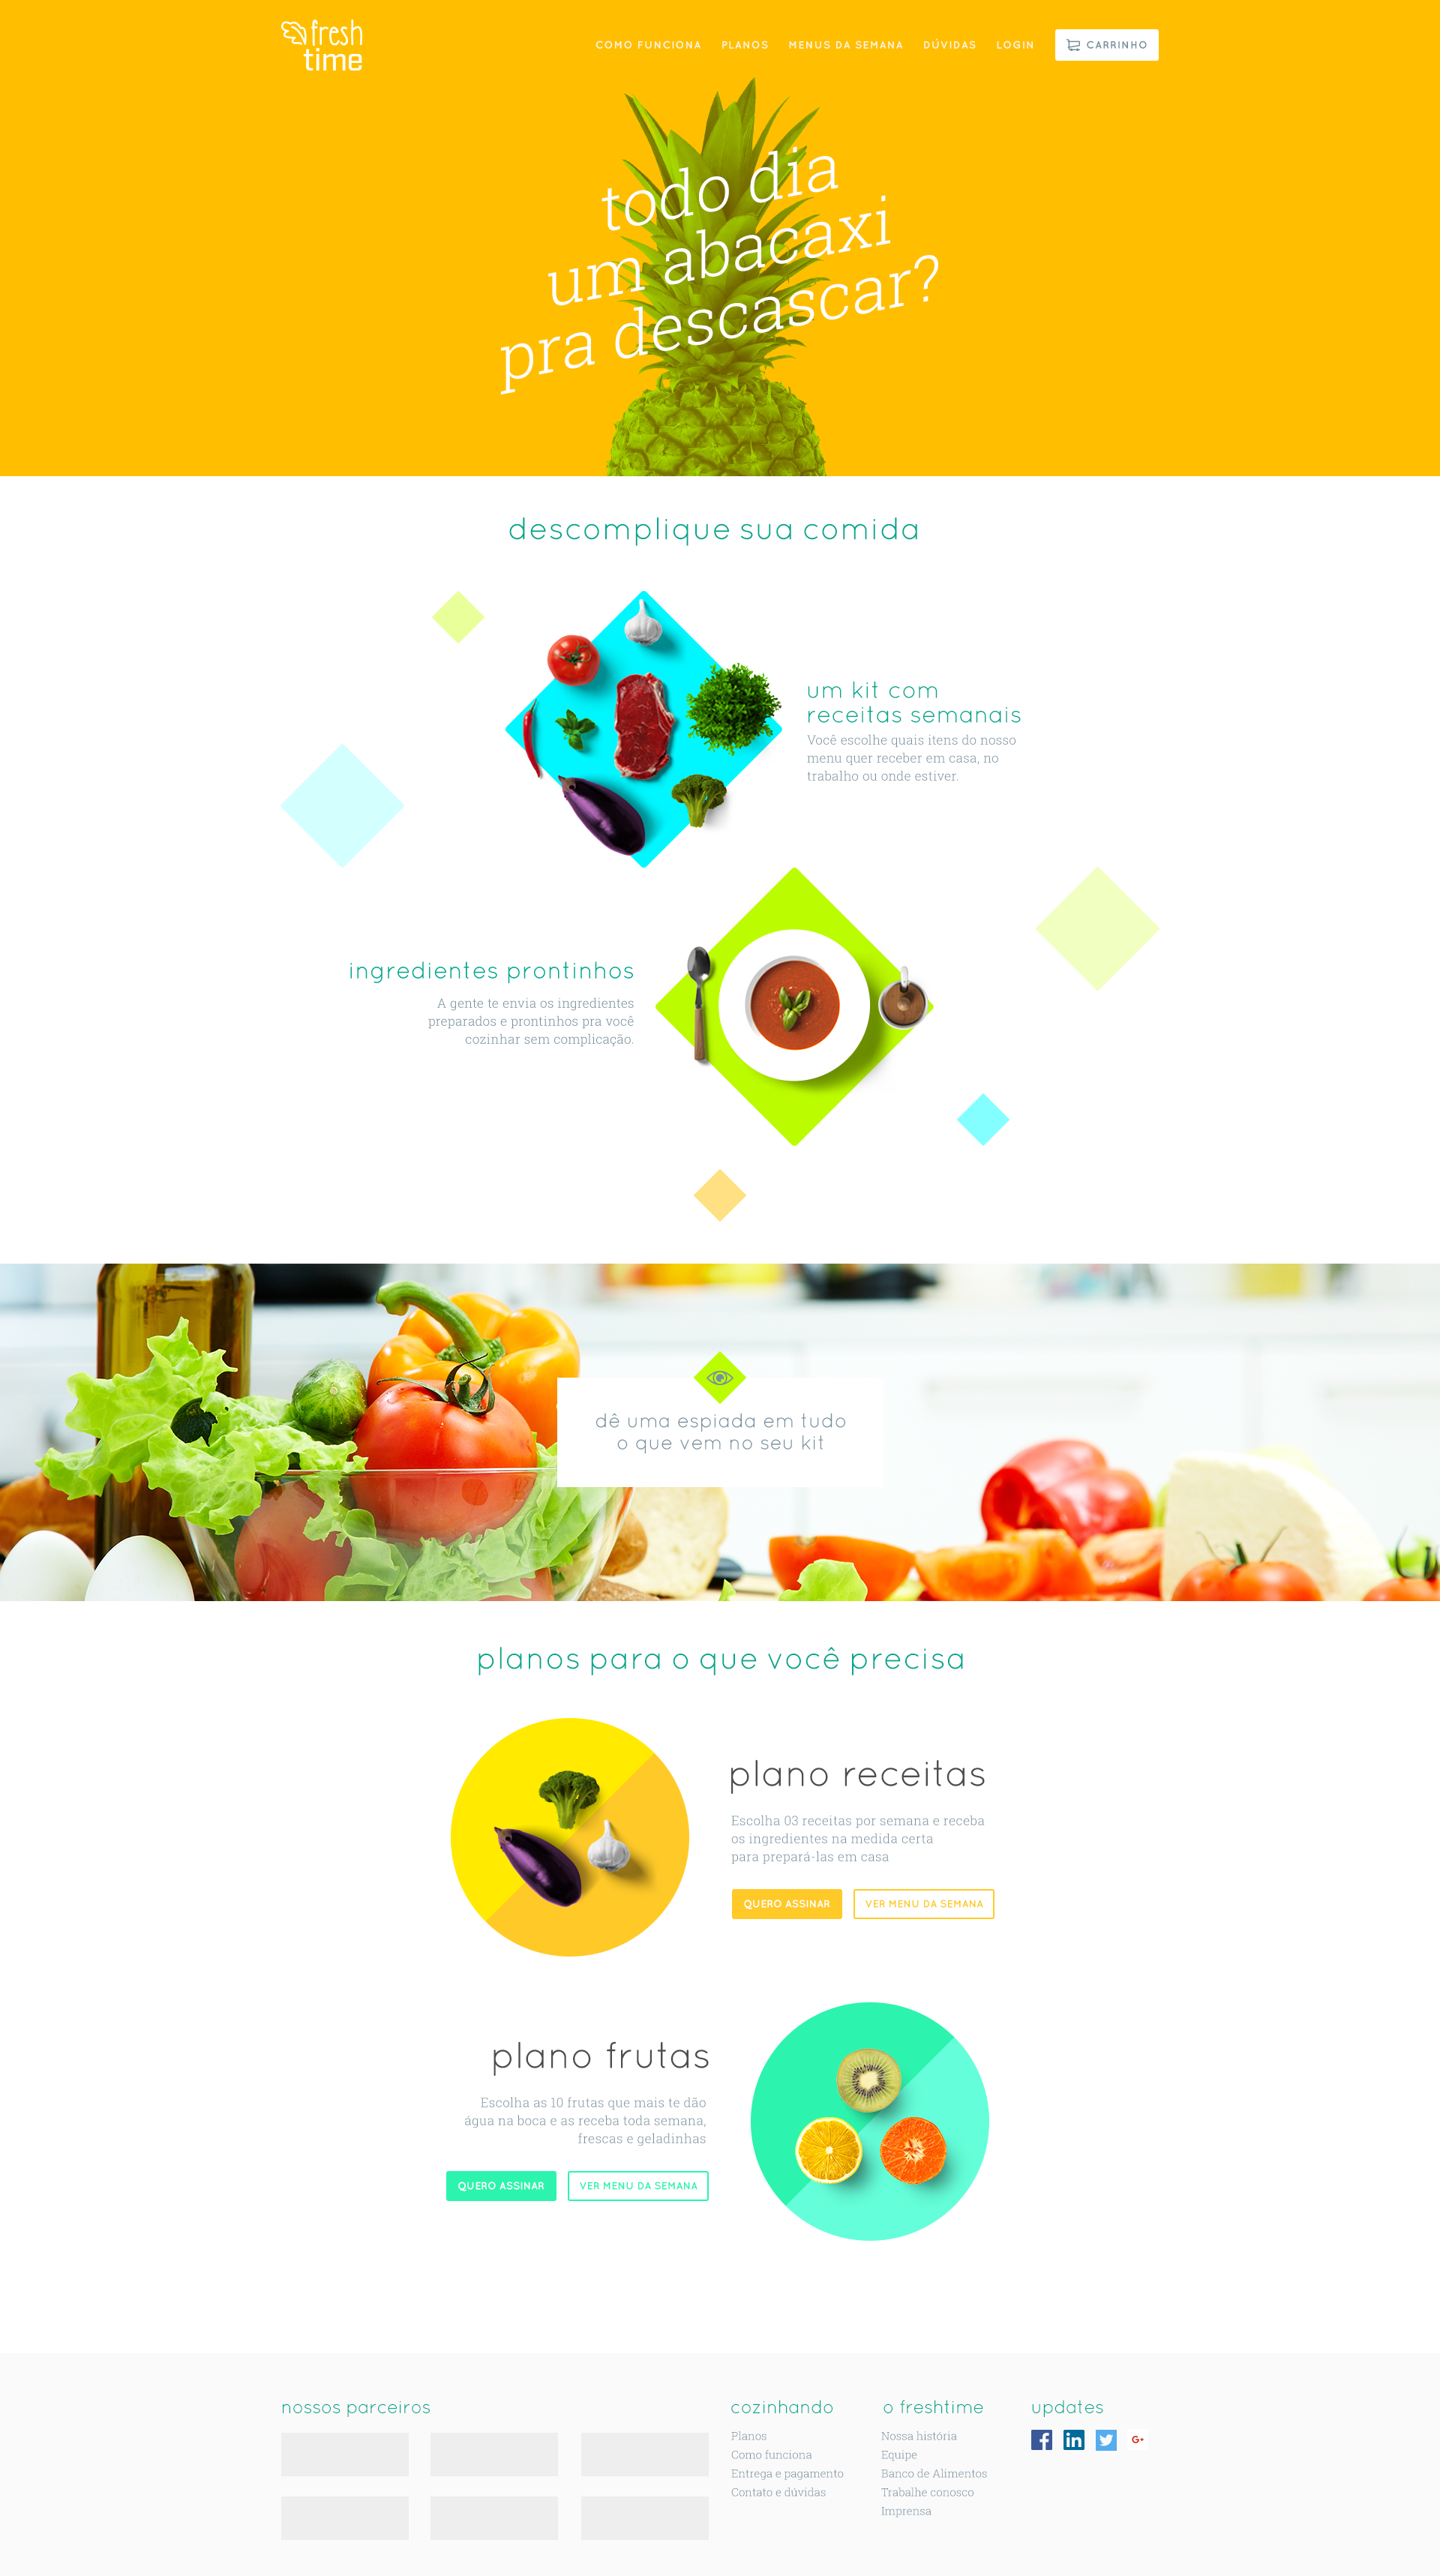 fresh
time
COMO FUNCIONA
PLANOS
MENUS DA SEMANA
DÚVIDAS
LOGIN
CARRINHO
todo dia
um abacaxi
pra descascar?
descomplique sua comida
um kit com
receitas semanais
Você escolhe quais itens do nosso
menu quer receber em casa, no
trabalho ou onde estiver.
ingredientes prontinhos
A gente te envia os ingredientes
preparados e prontinhos pra você
cozinhar sem complicação.
dê uma espiada em tudo
o que vem no seu kit
planos para o que você precisa
plano receitas
Escolha 03 receitas por semana e receba
os ingredientes na medida certa
para prepará-las em casa
QUERO ASSINAR
VER MENU DA SEMANA
plano frutas
Escolha as 10 frutas que mais te dão
água na boca e as receba toda semana,
frescas e geladinhas
QUERO ASSINAR
VER MENU DA SEMANA
nossos parceiros
cozinhando
Planos
Como funciona
Entrega e pagamento
Contato e dúvidas
o freshtime
Nossa história
Equipe
Banco de Alimentos
Trabalhe conosco
Imprensa
updates
f
in
G+